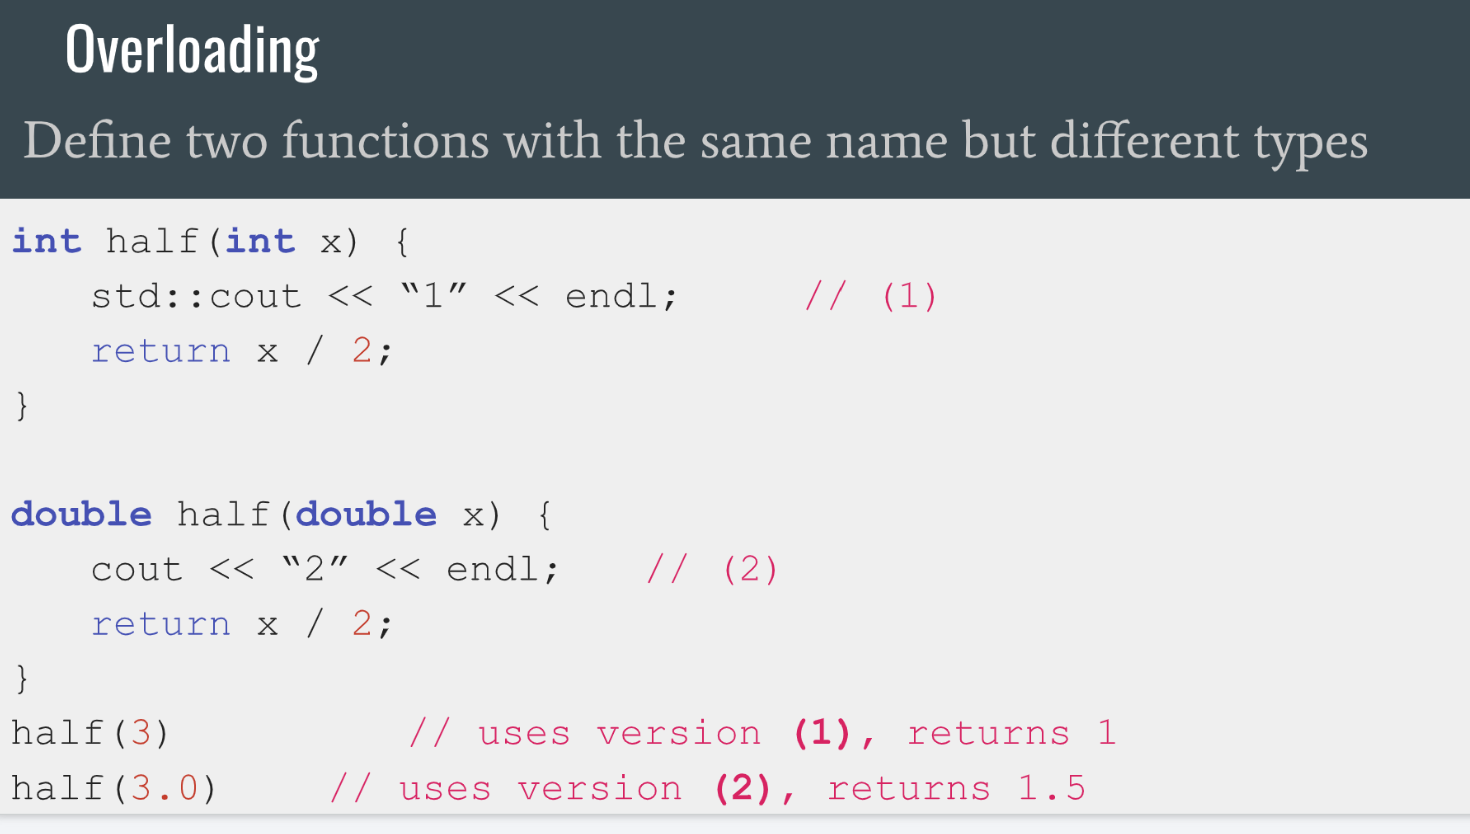 Overloading
Define two functions with the same name but different types
int half(int x) {
std::cout << “1” << endl; // (1)
return x / 2;
}
double half(double x) {
cout << “2” << endl; // (2)
return x / 2;
}
half(3) // uses version (1), returns 1
half(3.0) // uses version (2), returns 1.5